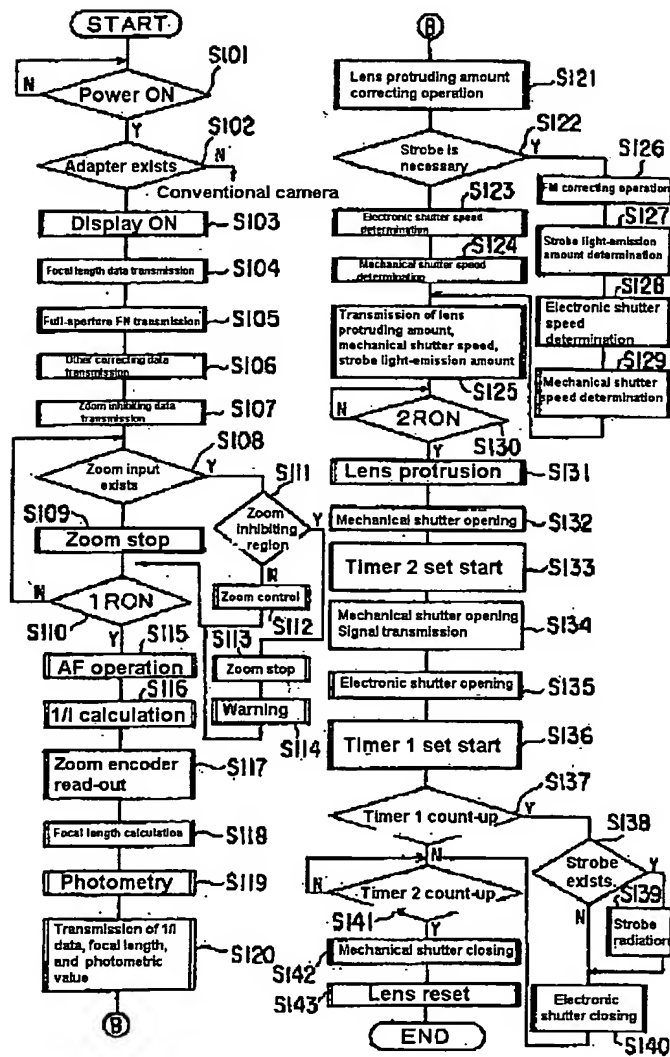 START
S101
N
Power ON
Y
S102
Adapter exists
N
Conventional camera
Y
Display ON
S103
Focal length data transmission
S104
Full-aperture FN transmission
S105
Other correcting data
transmission
S106
Zoom inhibiting data
transmission
S107
S108
Zoom input
exists
Y
S111
Zoom
inhibiting
region
Y
N
S109
Zoom stop
Zoom control
S112
N
1RON
S110
Y
S113
Zoom stop
Warning
S114
S115
AF operation
S116
1/l calculation
Zoom encoder
read-out
S117
Focal length calculation
S118
Photometry
S119
Transmission of 1/l
data, focal length,
and photometric
value
S120
B
B
Lens protruding amount
correcting operation
S121
S122
Strobe is
necessary
Y
S126
FM correcting operation
S127
Strobe light-emission
amount determination
S128
Electronic shutter
speed
determination
S129
Mechanical shutter
speed determination
N
S123
Electronic shutter speed
determination
S124
Mechanical shutter speed
determination
Transmission of lens
protruding amount,
mechanical shutter speed,
strobe light-emission amount
S125
N
2RON
S130
Y
Lens protrusion
S131
Mechanical shutter opening
S132
Timer 2 set start
S133
Mechanical shutter opening
Signal transmission
S134
Electronic shutter opening
S135
Timer 1 set start
S136
S137
Timer 1 count-up
Y
S138
Strobe
exists
Y
N
S139
Strobe
radiation
Electronic
shutter closing
S140
N
N
Timer 2 count-up
S141
Y
Mechanical shutter closing
S142
Lens reset
S143
END